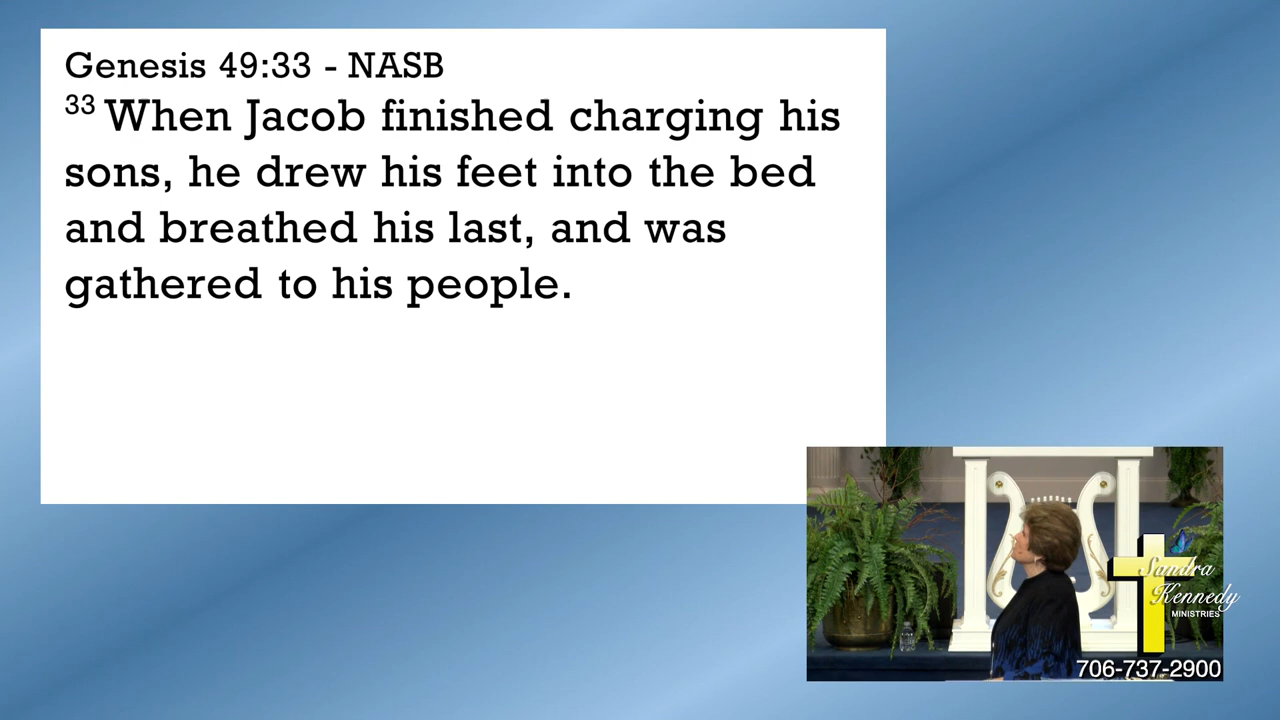 Genesis 49:33 - NASB
33 When Jacob finished charging his
sons, he drew his feet into the bed
and breathed his last, and was
gathered to his people.
Sandra
Kennedy
MINISTRIES
706-737-2900